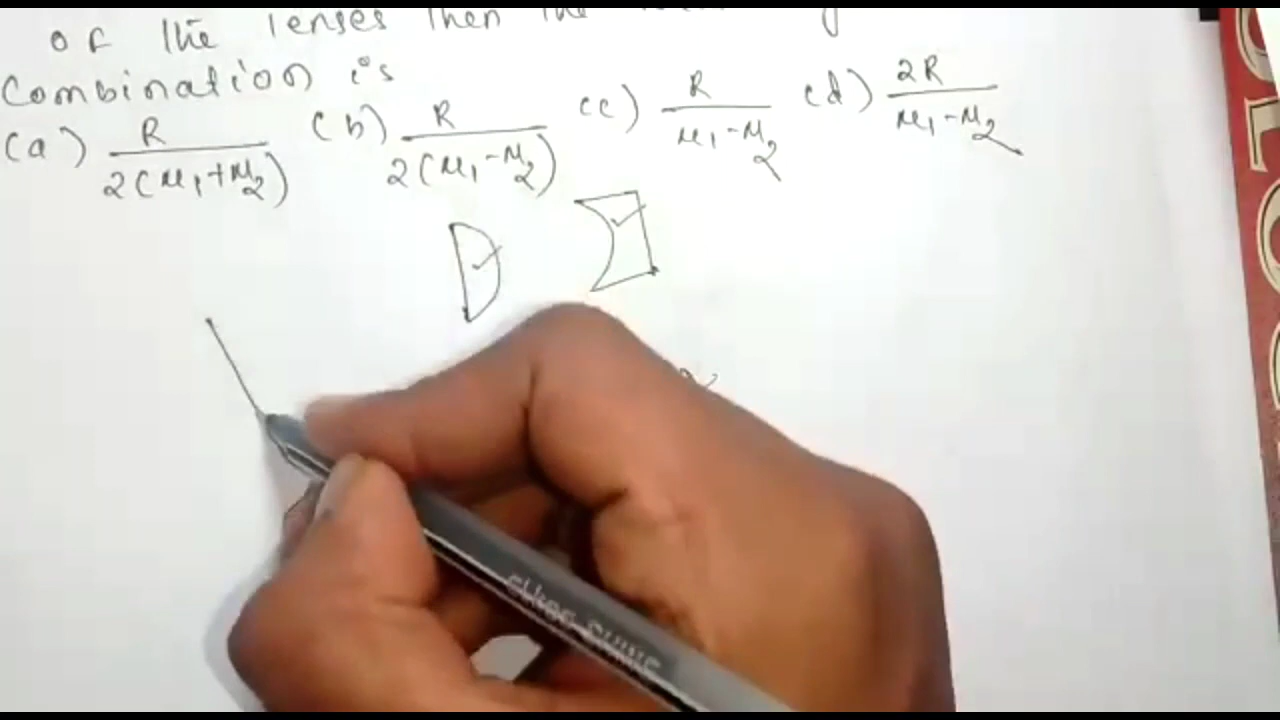 of the lenses then the
combination is
(a) R / 2(μ₁+μ₂) (b) R / 2(μ₁-μ₂) (c) R / μ₁-μ₂ (d) 2R / μ₁-μ₂